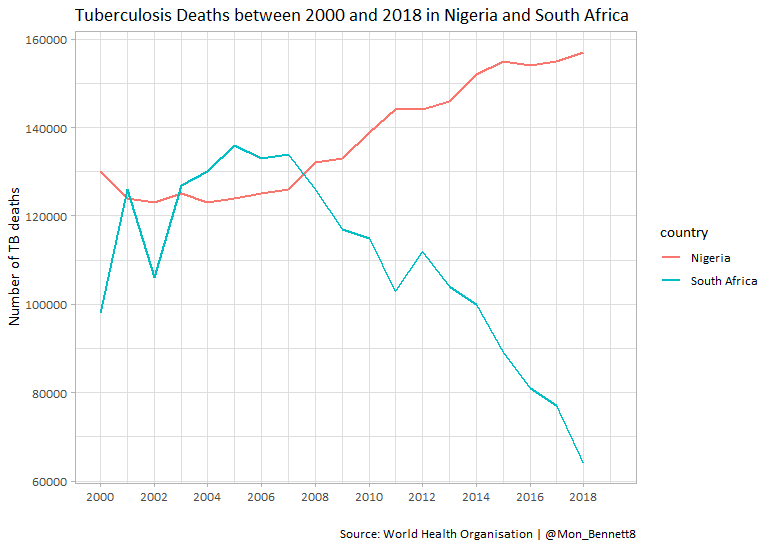 Tuberculosis Deaths between 2000 and 2018 in Nigeria and South Africa
160000
140000
120000
100000
80000
60000
Number of TB deaths
2000 2002 2004 2006 2008 2010 2012 2014 2016 2018
country
Nigeria
South Africa
Source: World Health Organisation | @Mon_Bennett8